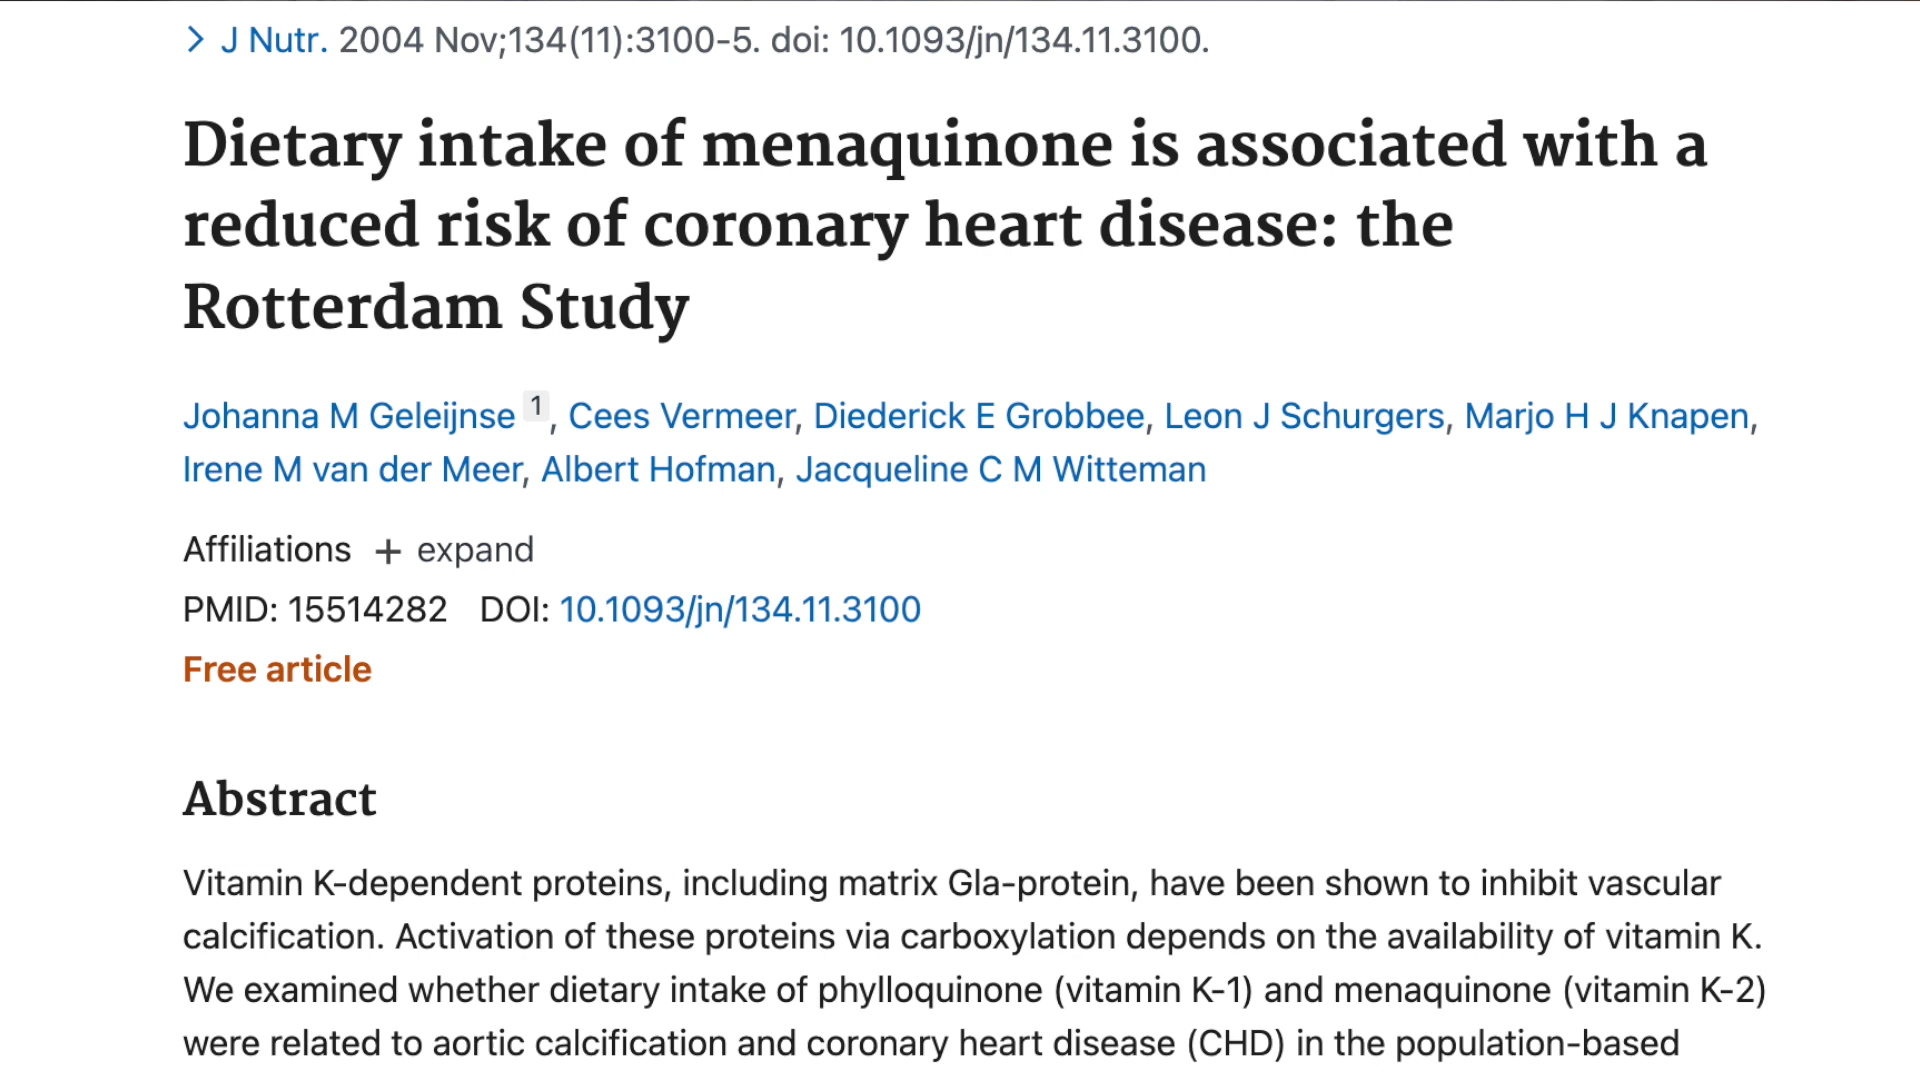 > J Nutr. 2004 Nov;134(11):3100-5. doi: 10.1093/jn/134.11.3100.
Dietary intake of menaquinone is associated with a
reduced risk of coronary heart disease: the
Rotterdam Study
Johanna M Geleijnse 1, Cees Vermeer, Diederick E Grobbee, Leon J Schurgers, Marjo H J Knapen,
Irene M van der Meer, Albert Hofman, Jacqueline C M Witteman
Affiliations + expand
PMID: 15514282 DOI: 10.1093/jn/134.11.3100
Free article
Abstract
Vitamin K-dependent proteins, including matrix Gla-protein, have been shown to inhibit vascular
calcification. Activation of these proteins via carboxylation depends on the availability of vitamin K.
We examined whether dietary intake of phylloquinone (vitamin K-1) and menaquinone (vitamin K-2)
were related to aortic calcification and coronary heart disease (CHD) in the population-based